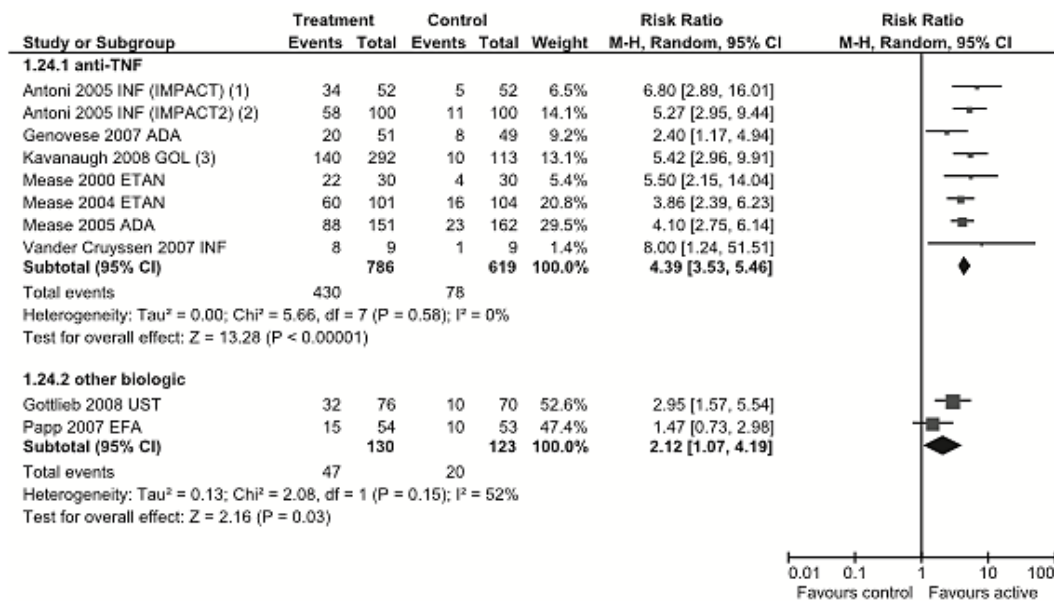 Treatment Control Risk Ratio Risk Ratio
Study or Subgroup Events Total Events Total Weight M-H, Random, 95% CI M-H, Random, 95% CI
1.24.1 anti-TNF
Antoni 2005 INF (IMPACT) (1) 34 52 5 52 6.5% 6.80 [2.89, 16.01]
Antoni 2005 INF (IMPACT2) (2) 58 100 11 100 14.1% 5.27 [2.95, 9.44]
Genovese 2007 ADA 20 51 8 49 9.2% 2.40 [1.17, 4.94]
Kavanaugh 2008 GOL (3) 140 292 10 113 13.1% 5.42 [2.96, 9.91]
Mease 2000 ETAN 22 30 4 30 5.4% 5.50 [2.15, 14.04]
Mease 2004 ETAN 60 101 16 104 20.8% 3.86 [2.39, 6.23]
Mease 2005 ADA 88 151 23 162 29.5% 4.10 [2.75, 6.14]
Vander Cruyssen 2007 INF 8 9 1 9 1.4% 8.00 [1.24, 51.51]
Subtotal (95% CI) 786 619 100.0% 4.39 [3.53, 5.46]
Total events 430 78
Heterogeneity: Tau² = 0.00; Chi² = 5.66, df = 7 (P = 0.58); I² = 0%
Test for overall effect: Z = 13.28 (P < 0.00001)
1.24.2 other biologic
Gottlieb 2008 UST 32 76 10 70 52.6% 2.95 [1.57, 5.54]
Papp 2007 EFA 15 54 10 53 47.4% 1.47 [0.73, 2.98]
Subtotal (95% CI) 130 123 100.0% 2.12 [1.07, 4.19]
Total events 47 20
Heterogeneity: Tau² = 0.13; Chi² = 2.08, df = 1 (P = 0.15); I² = 52%
Test for overall effect: Z = 2.16 (P = 0.03)
0.01 0.1 1 10 100
Favours control Favours active